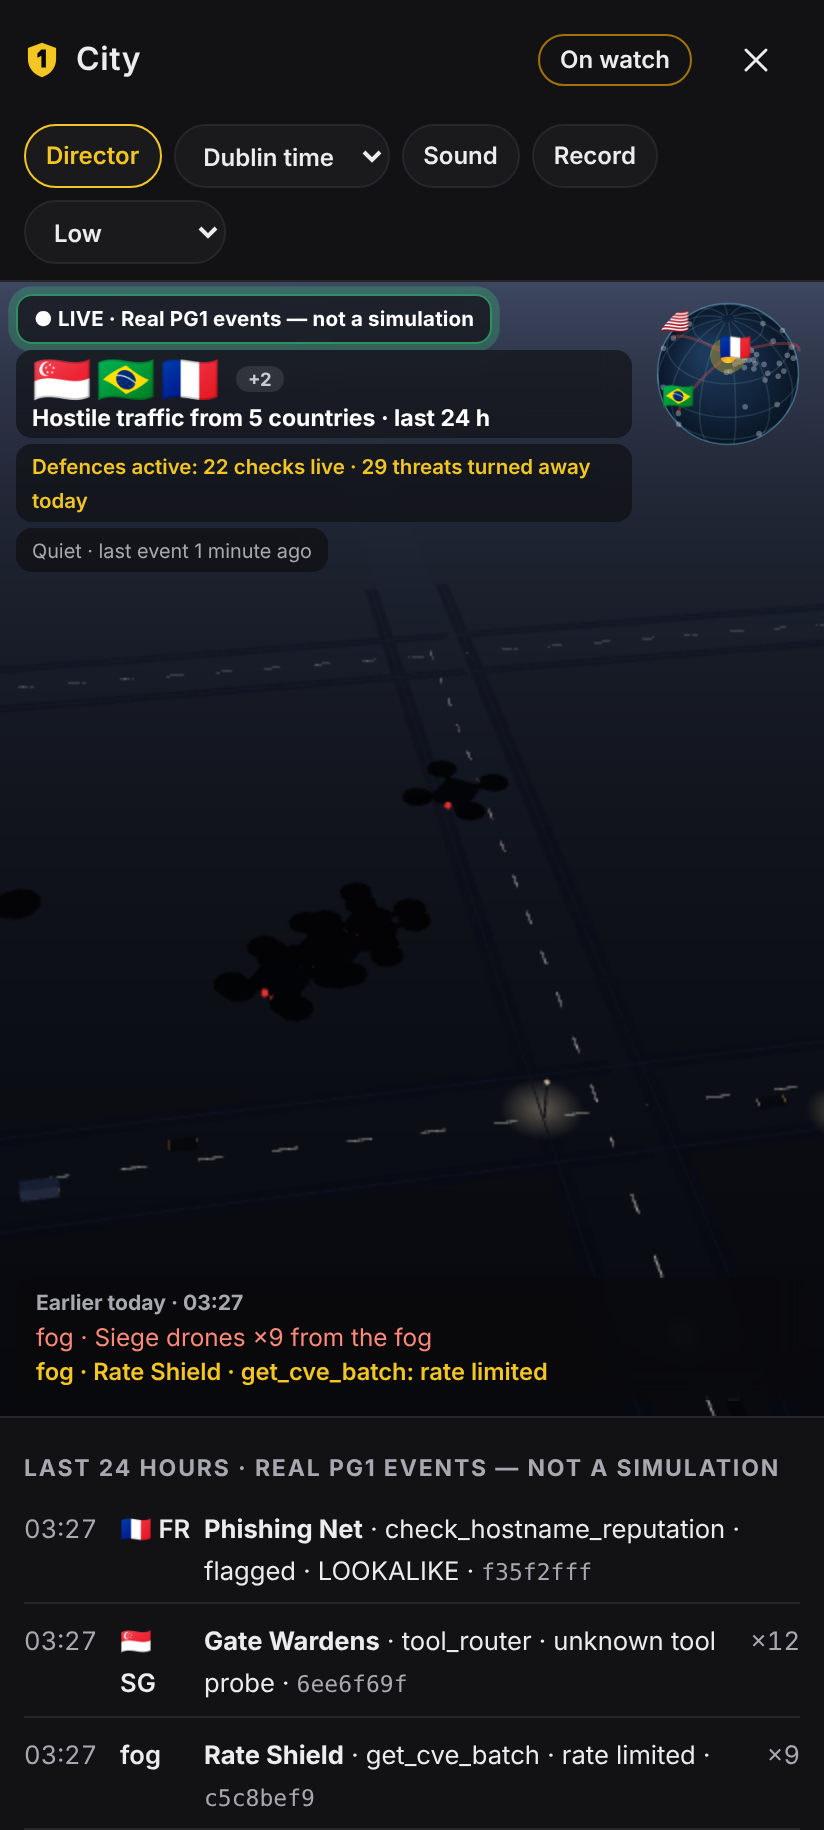 1 City
On watch
Director
Dublin time
Sound
Record
Low
LIVE · Real PG1 events — not a simulation
+2
Hostile traffic from 5 countries · last 24 h
Defences active: 22 checks live · 29 threats turned away
today
Quiet · last event 1 minute ago
Earlier today · 03:27
fog · Siege drones ×9 from the fog
fog · Rate Shield · get_cve_batch: rate limited
LAST 24 HOURS · REAL PG1 EVENTS — NOT A SIMULATION
03:27 FR Phishing Net · check_hostname_reputation ·
flagged · LOOKALIKE · f35f2fff
03:27 Gate Wardens · tool_router · unknown tool ×12
SG probe · 6ee6f69f
03:27 fog Rate Shield · get_cve_batch · rate limited · ×9
c5c8bef9